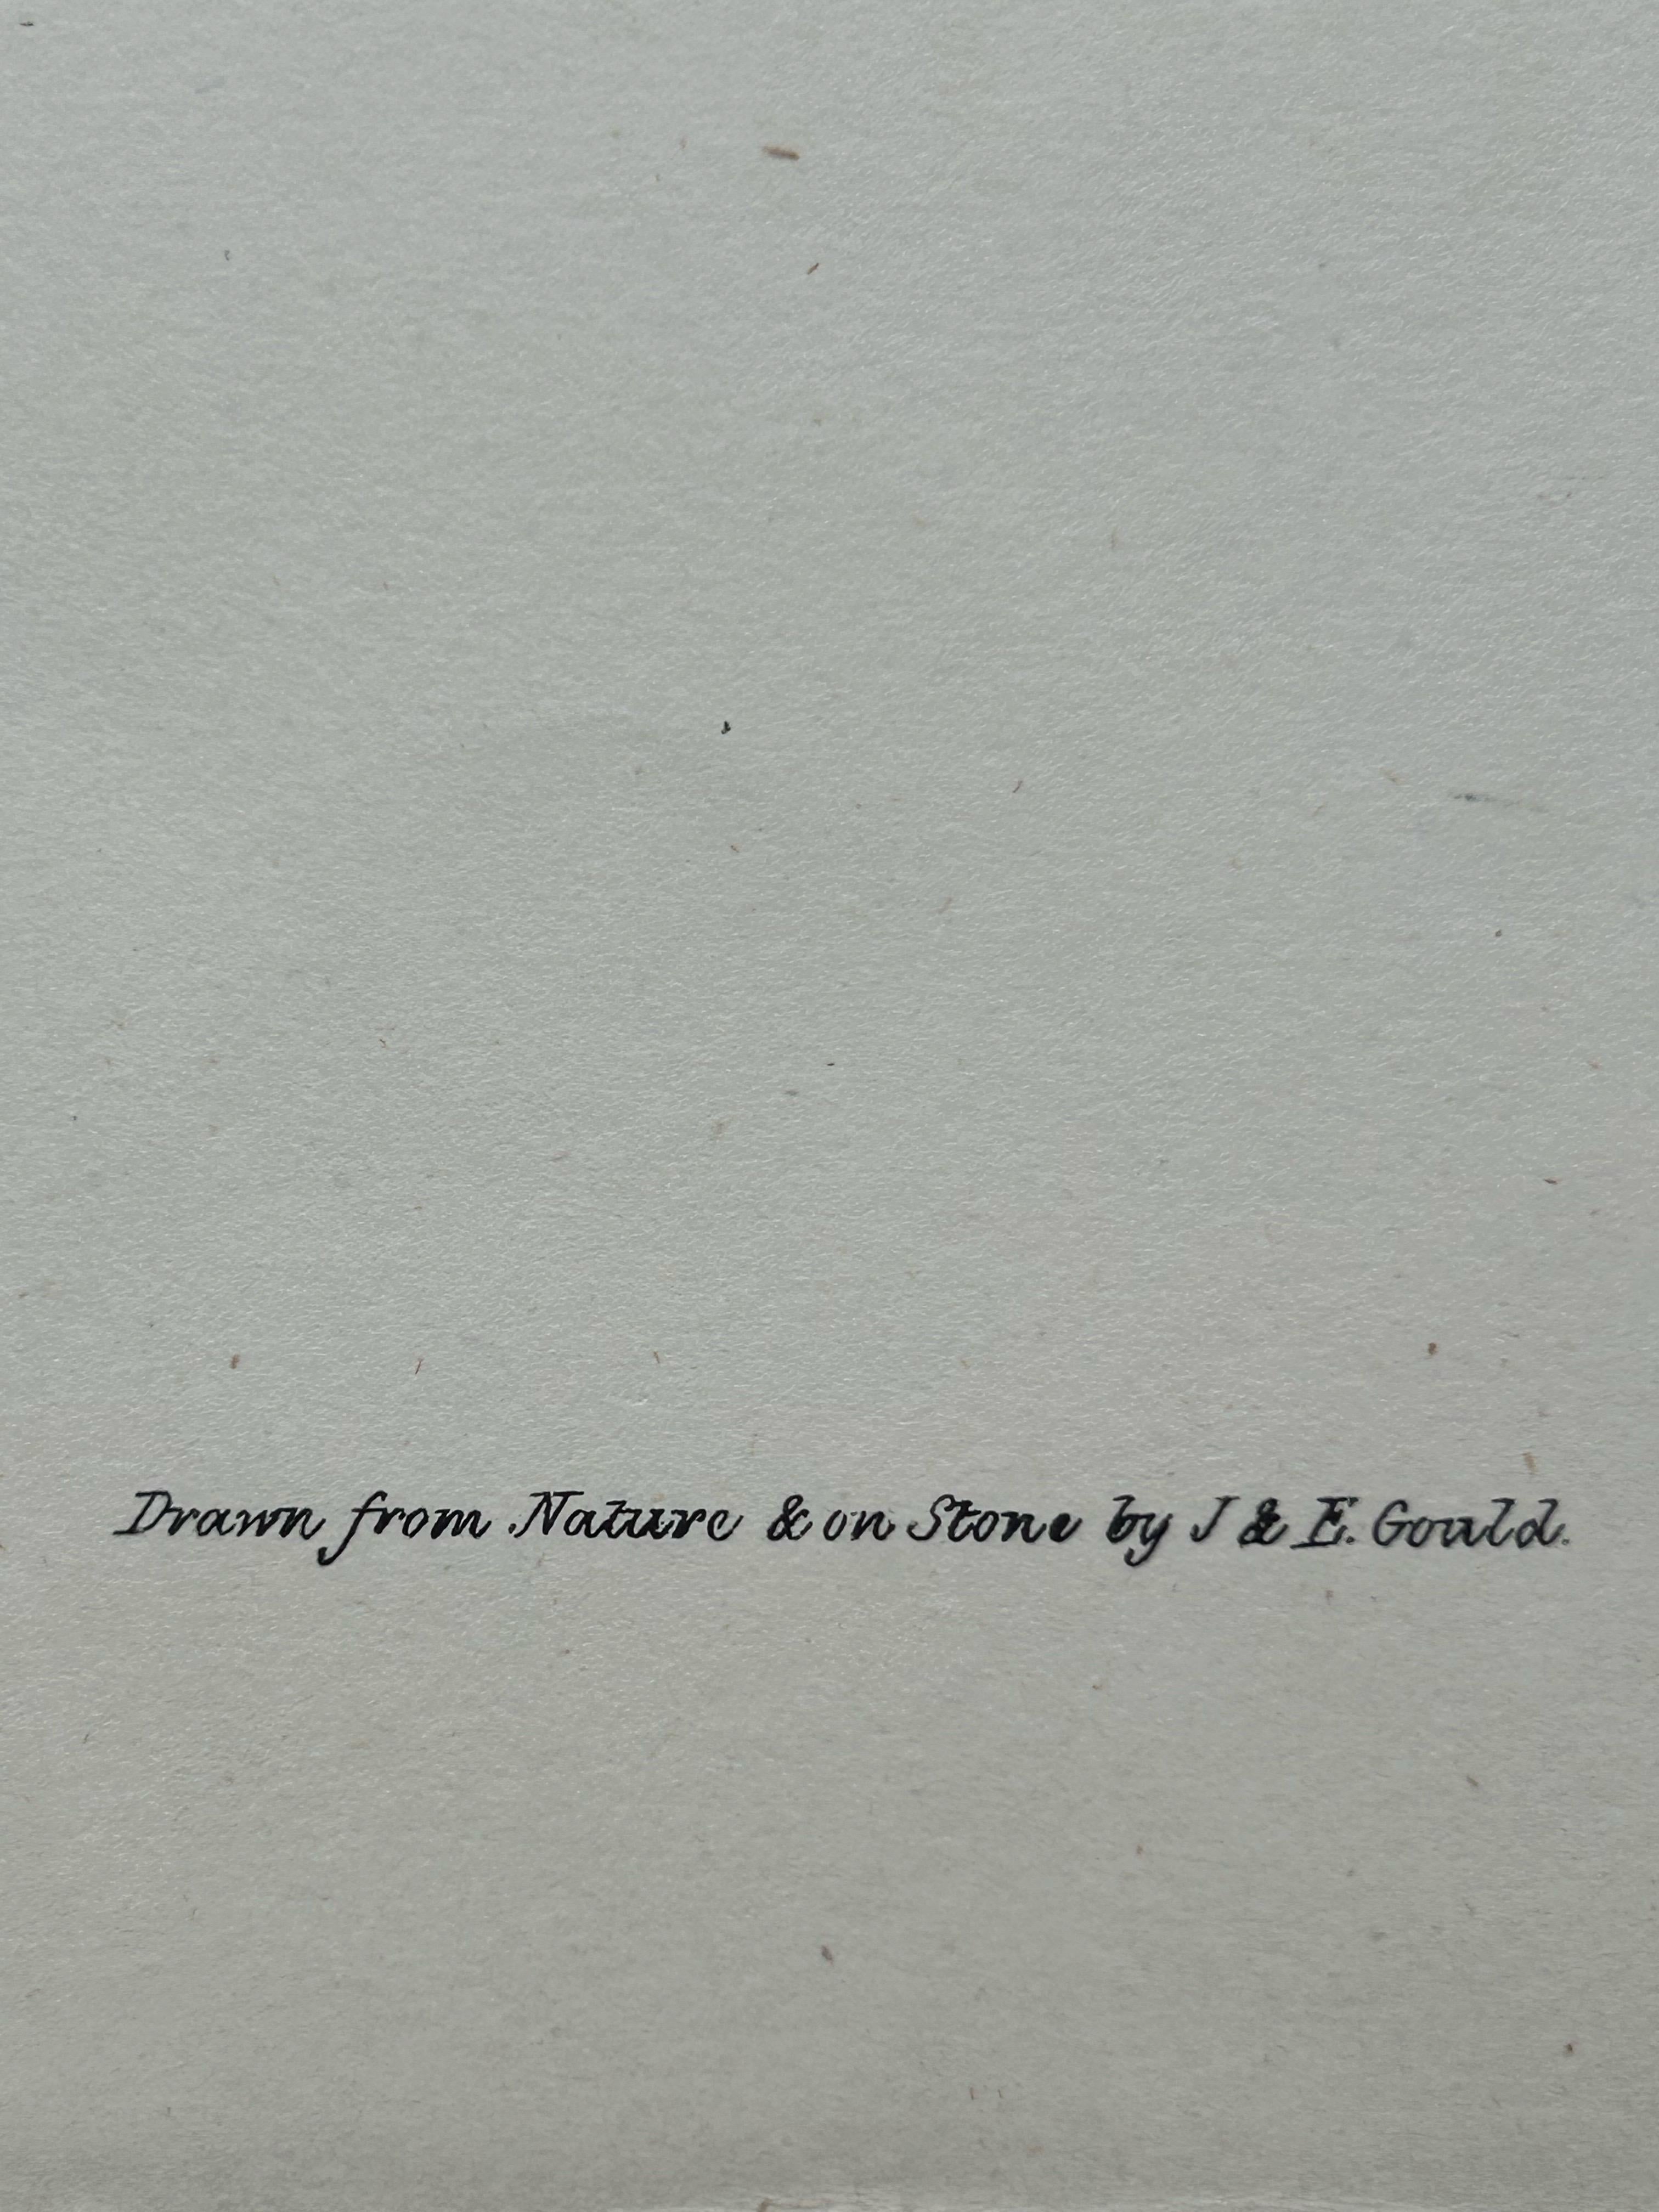 Drawn from Nature & on Stone by J & E. Gould.